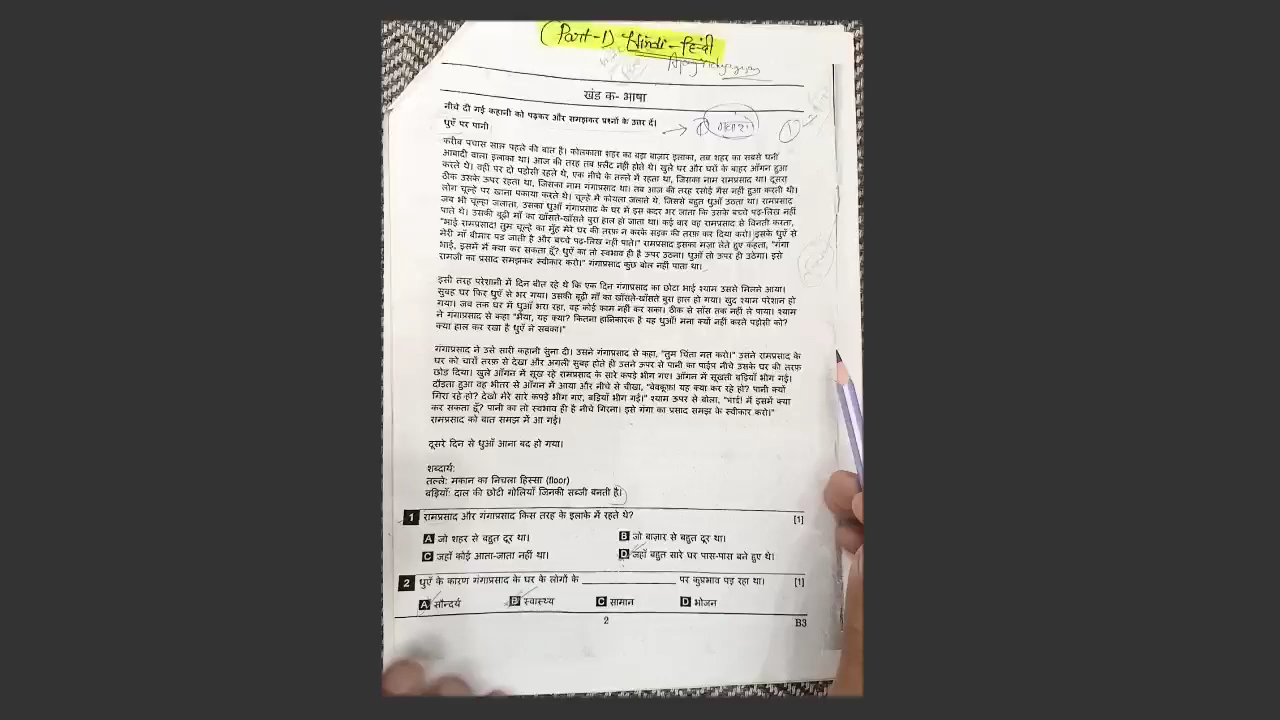 (Part-1) Hindi-हिंदी
खंड क- भाषा
नीचे दी गई कहानी को पढ़कर और समझकर प्रश्नों के उत्तर दें।
धुएँ पर पानी
करीब पचास साल पहले की बात है। कोलकाता शहर का बड़ा बाज़ार इलाका, तब शहर का सबसे घनी
आबादी वाला इलाका था। आज की तरह तब फ़्लैट नहीं होते थे। खुले घर और घरों के बाहर आँगन हुआ
करते थे। वहीं पर दो पड़ोसी रहते थे, एक नीचे के तल्ले में रहता था, जिसका नाम रामप्रसाद था। दूसरा
ठीक उसके ऊपर रहता था, जिसका नाम गंगाप्रसाद था। तब आज की तरह रसोई गैस नहीं हुआ करती थी।
लोग चूल्हे पर खाना पकाया करते थे। चूल्हे में कोयला जलाते थे, जिससे बहुत धुआँ उठता था। रामप्रसाद
जब भी चूल्हा जलाता, उसका धुआँ गंगाप्रसाद के घर में इस कदर भर जाता कि उसके बच्चे पढ़-लिख नहीं
पाते थे। उसकी बूढ़ी माँ का खाँसते-खाँसते बुरा हाल हो जाता था। कई बार वह रामप्रसाद से विनती करता,
"भाई रामप्रसाद! तुम चूल्हे का मुँह मेरे घर की तरफ़ न करके सड़क की तरफ़ कर दिया करो। इसके धुएँ से
मेरी माँ बीमार पड़ जाती है और बच्चे पढ़-लिख नहीं पाते।" रामप्रसाद इसका मज़ा लेते हुए कहता, "गंगा
भाई, इसमें मैं क्या कर सकता हूँ? धुएँ का तो स्वभाव ही है ऊपर उठना। धुआँ तो ऊपर ही उठेगा। इसे
रामजी का प्रसाद समझकर स्वीकार करो।" गंगाप्रसाद कुछ बोल नहीं पाता था।
इसी तरह परेशानी में दिन बीत रहे थे कि एक दिन गंगाप्रसाद का छोटा भाई श्याम उससे मिलने आया।
सुबह घर फिर धुएँ से भर गया। उसकी बूढ़ी माँ का खाँसते-खाँसते बुरा हाल हो गया। खुद श्याम परेशान हो
गया। जब तक घर में धुआँ भरा रहा, वह कोई काम नहीं कर सका। ठीक से साँस तक नहीं ले पाया। श्याम
ने गंगाप्रसाद से कहा "भैया, यह क्या? कितना हानिकारक है यह धुआँ! मना क्यों नहीं करते पड़ोसी को?
क्या हाल कर रखा है धुएँ ने सबका।"
गंगाप्रसाद ने उसे सारी कहानी सुना दी। उसने गंगाप्रसाद से कहा, "तुम चिंता मत करो।" उसने रामप्रसाद के
घर को चारों तरफ़ से देखा और अगली सुबह होते ही उसने ऊपर से पानी का पाईप नीचे उसके घर की तरफ़
छोड़ दिया। खुले आँगन में सूख रहे रामप्रसाद के सारे कपड़े भीग गए। आँगन में सूखती बड़ियाँ भीग गईं।
दौड़ता हुआ वह भीतर से आँगन में आया और नीचे से चीखा, "बेवकूफ़! यह क्या कर रहे हो? पानी क्यों
गिरा रहे हो? देखो मेरे सारे कपड़े भीग गए, बड़ियाँ भीग गईं।" श्याम ऊपर से बोला, "भाई! मैं इसमें क्या
कर सकता हूँ? पानी का तो स्वभाव ही है नीचे गिरना। इसे गंगा का प्रसाद समझ के स्वीकार करो।"
रामप्रसाद को बात समझ में आ गई।
दूसरे दिन से धुआँ आना बंद हो गया।
शब्दार्थ:
तल्ले: मकान का निचला हिस्सा (floor)
बड़ियाँ: दाल की छोटी गोलियाँ जिनकी सब्जी बनती है।
1 रामप्रसाद और गंगाप्रसाद किस तरह के इलाके में रहते थे? [1]
A जो शहर से बहुत दूर था। B जो बाज़ार से बहुत दूर था।
C जहाँ कोई आता-जाता नहीं था। D जहाँ बहुत सारे घर पास-पास बने हुए थे।
2 धुएँ के कारण गंगाप्रसाद के घर के लोगों के ______________ पर कुप्रभाव पड़ रहा था। [1]
A सौन्दर्य B स्वास्थ्य C सामान D भोजन
2 B3